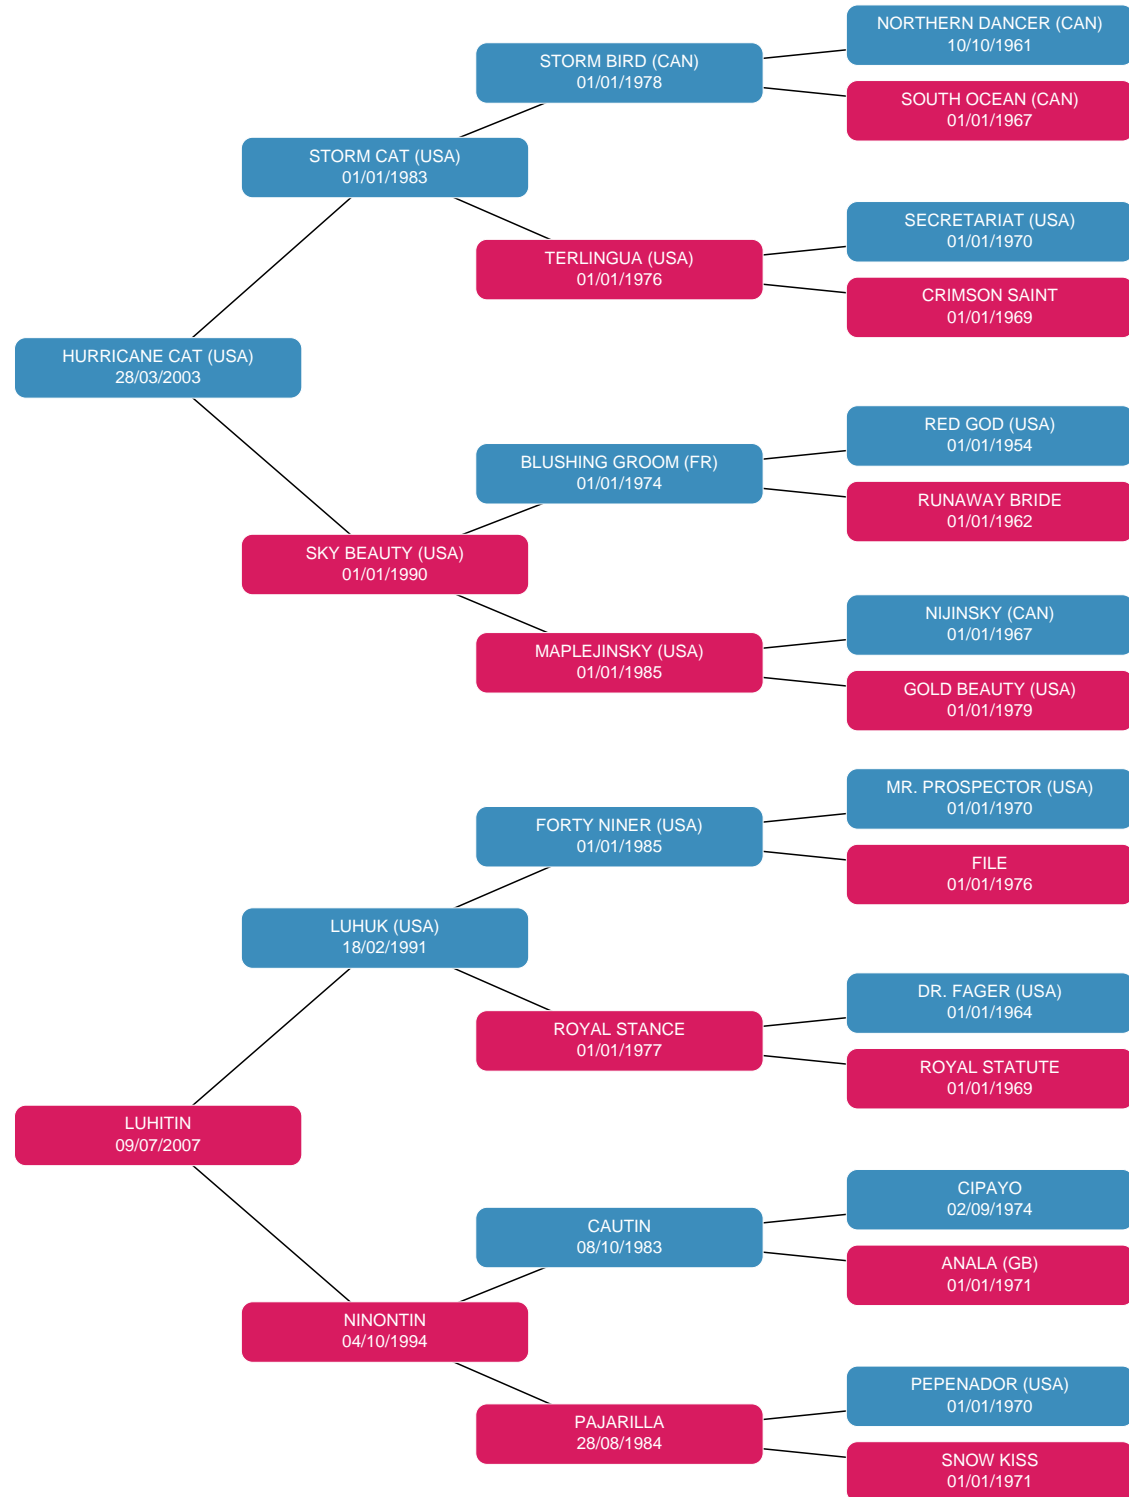 NORTHERN DANCER (CAN)
10/10/1961
STORM BIRD (CAN)
01/01/1978
SOUTH OCEAN (CAN)
01/01/1967
STORM CAT (USA)
01/01/1983
SECRETARIAT (USA)
01/01/1970
TERLINGUA (USA)
01/01/1976
CRIMSON SAINT
01/01/1969
HURRICANE CAT (USA)
28/03/2003
RED GOD (USA)
01/01/1954
BLUSHING GROOM (FR)
01/01/1974
RUNAWAY BRIDE
01/01/1962
SKY BEAUTY (USA)
01/01/1990
NIJINSKY (CAN)
01/01/1967
MAPLEJINSKY (USA)
01/01/1985
GOLD BEAUTY (USA)
01/01/1979
MR. PROSPECTOR (USA)
01/01/1970
FORTY NINER (USA)
01/01/1985
FILE
01/01/1976
LUHUK (USA)
18/02/1991
DR. FAGER (USA)
01/01/1964
ROYAL STANCE
01/01/1977
ROYAL STATUTE
01/01/1969
LUHITIN
09/07/2007
CIPAYO
02/09/1974
CAUTIN
08/10/1983
ANALA (GB)
01/01/1971
NINONTIN
04/10/1994
PEPENADOR (USA)
01/01/1970
PAJARILLA
28/08/1984
SNOW KISS
01/01/1971